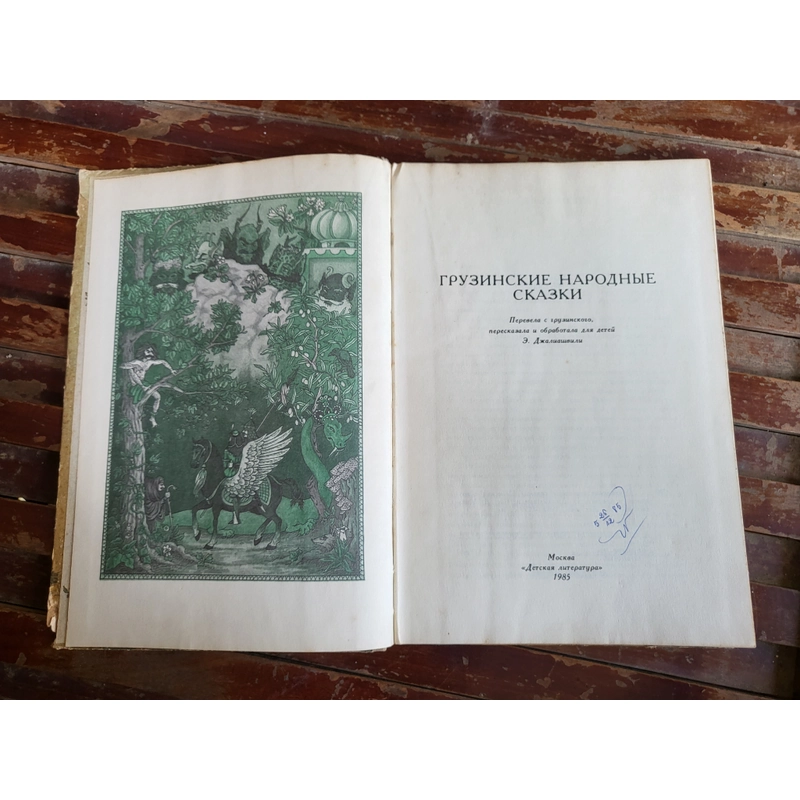 ГРУЗИНСКИЕ НАРОДНЫЕ
СКАЗКИ
Перевела с грузинского,
пересказала и обработала для детей
Э. Джалиашвили
Москва
«Детская литература»
1985